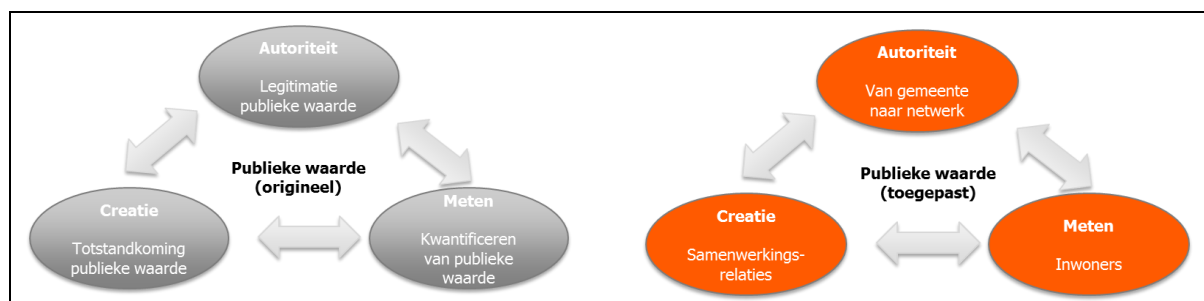 Autoriteit
Legitimatie
publieke waarde
Publieke waarde
(origineel)
Creatie
Totstandkoming
publieke waarde
Meten
Kwantificeren
van publieke
waarde
Autoriteit
Van gemeente
naar netwerk
Publieke waarde
(toegepast)
Creatie
Samenwerkings-
relaties
Meten
Inwoners